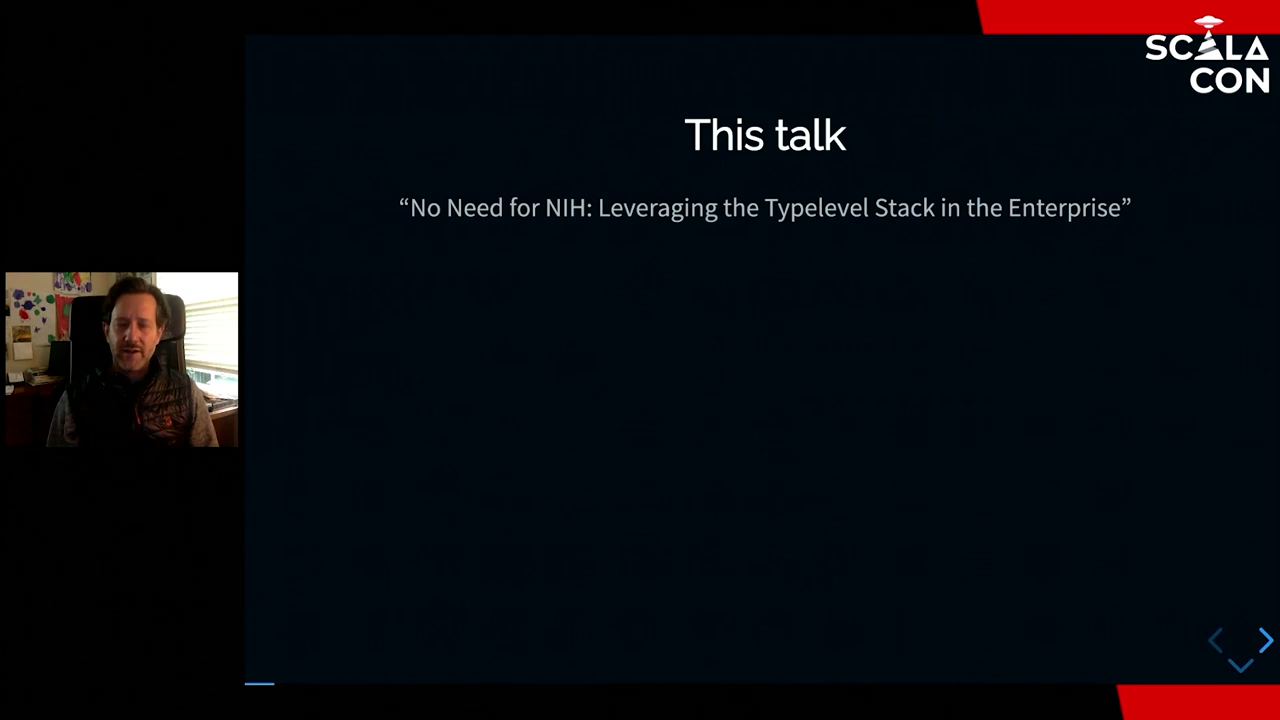 SCALA
CON
This talk
“No Need for NIH: Leveraging the Typelevel Stack in the Enterprise”